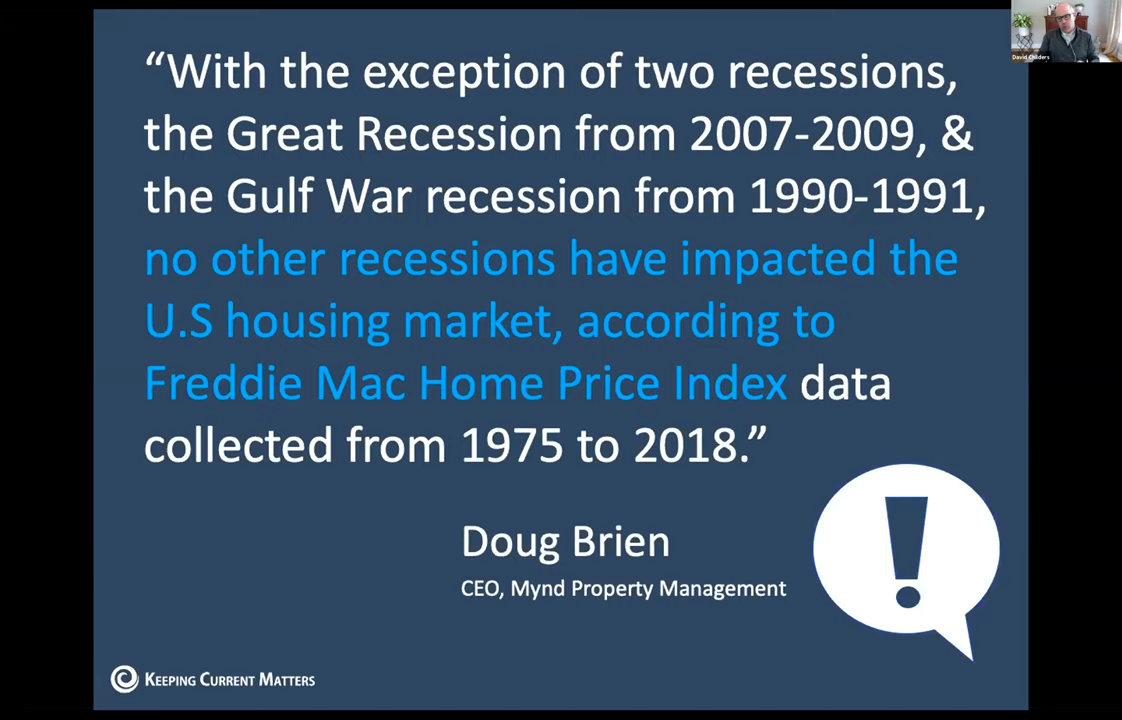 “With the exception of two recessions,
the Great Recession from 2007-2009, &
the Gulf War recession from 1990-1991,
no other recessions have impacted the
U.S housing market, according to
Freddie Mac Home Price Index data
collected from 1975 to 2018.”
Doug Brien
CEO, Mynd Property Management
KEEPING CURRENT MATTERS
David Childers